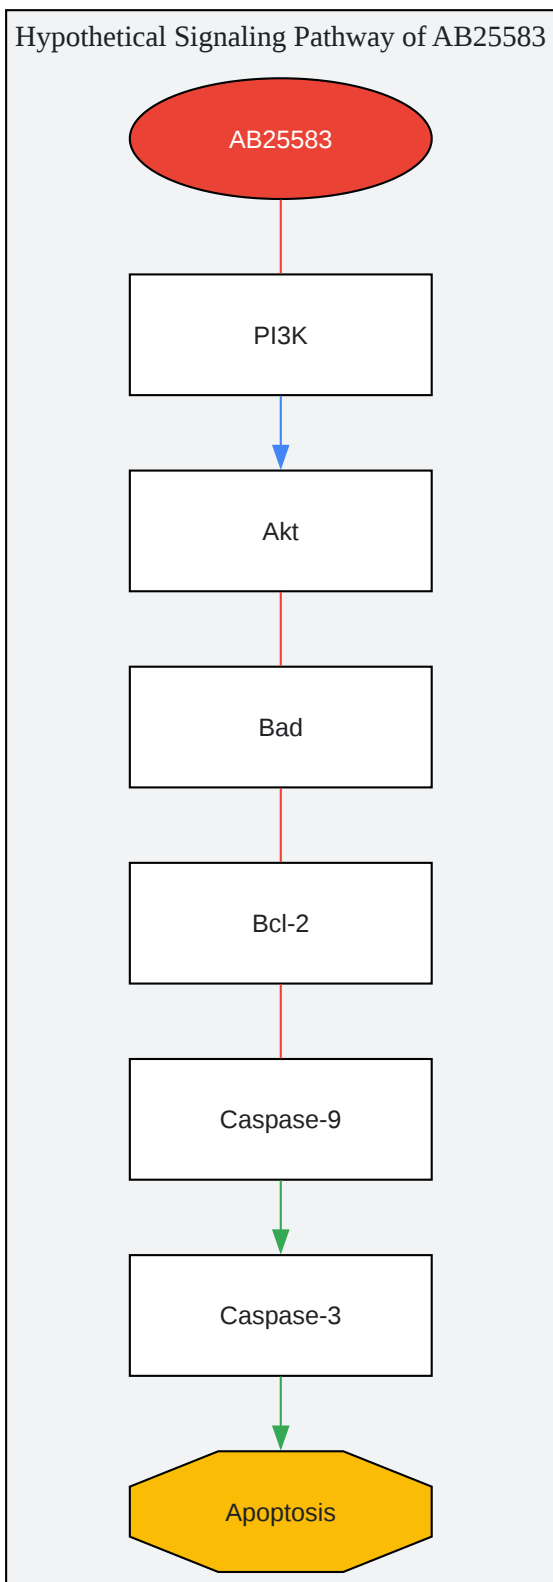 Hypothetical Signaling Pathway of AB25583
AB25583
PI3K
Akt
Bad
Bcl-2
Caspase-9
Caspase-3
Apoptosis